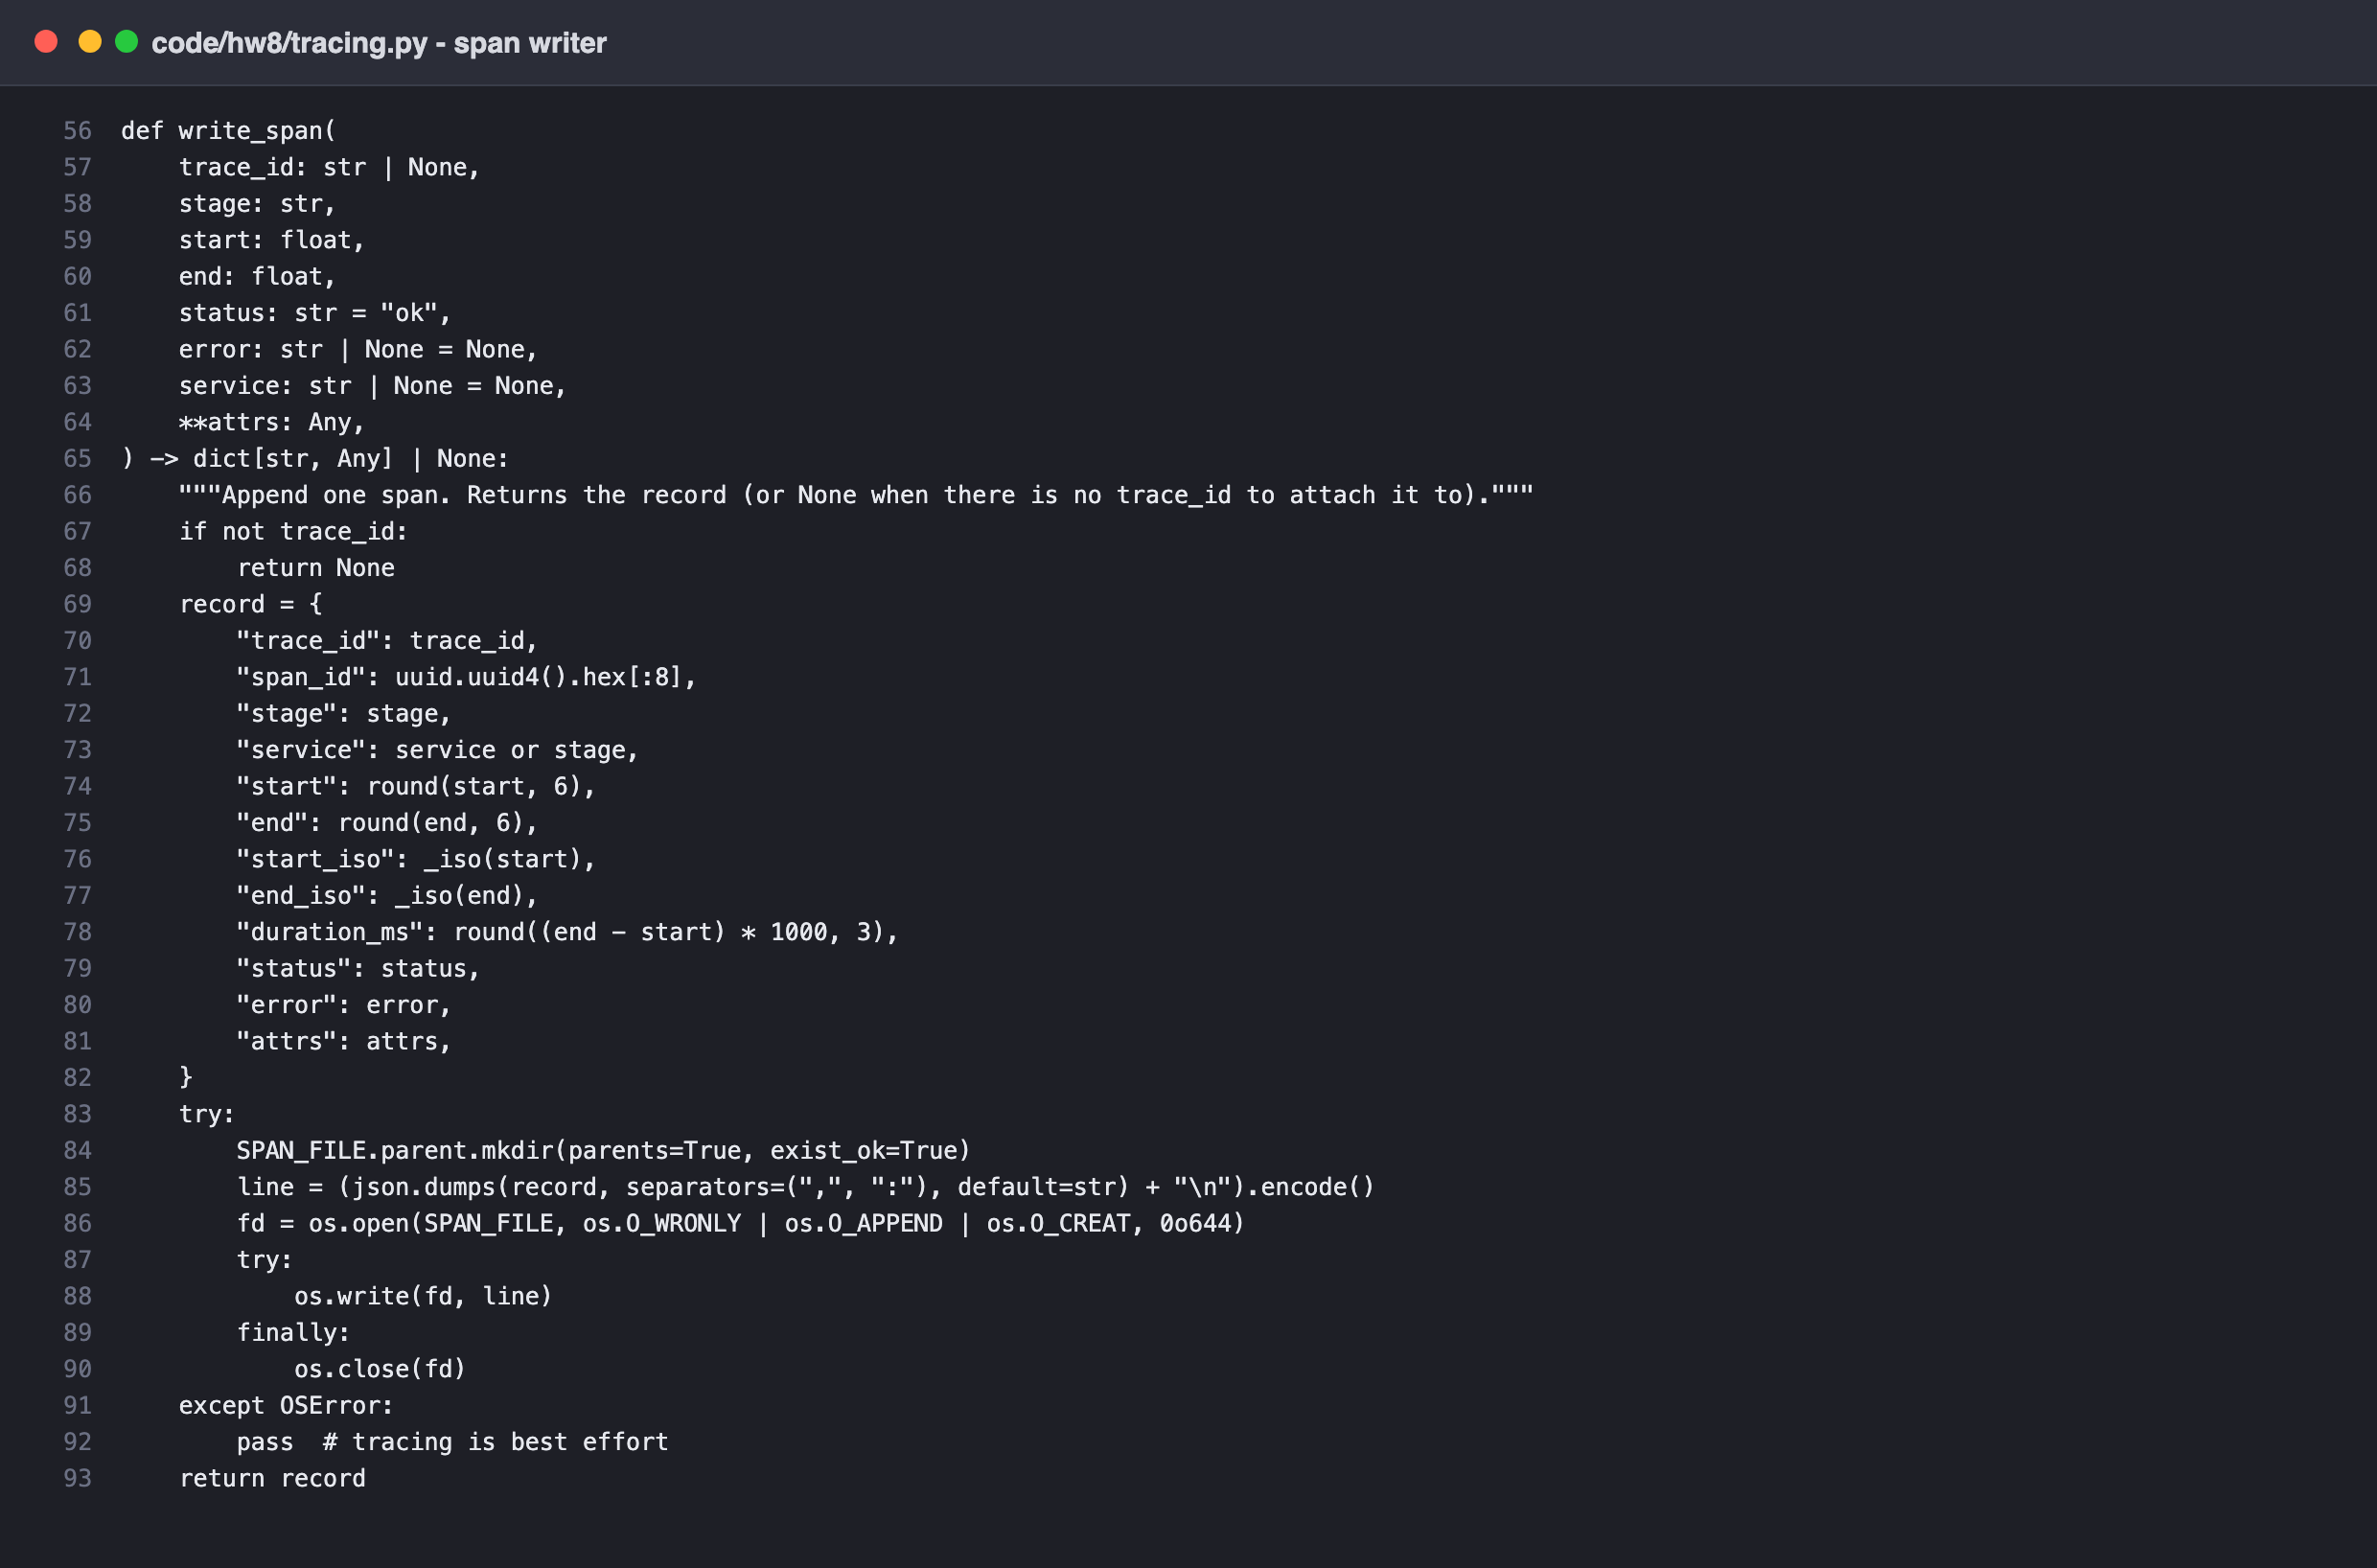 code/hw8/tracing.py - span writer
56  def write_span(
57      trace_id: str | None,
58      stage: str,
59      start: float,
60      end: float,
61      status: str = "ok",
62      error: str | None = None,
63      service: str | None = None,
64      **attrs: Any,
65  ) -> dict[str, Any] | None:
66      """Append one span. Returns the record (or None when there is no trace_id to attach it to)."""
67      if not trace_id:
68          return None
69      record = {
70          "trace_id": trace_id,
71          "span_id": uuid.uuid4().hex[:8],
72          "stage": stage,
73          "service": service or stage,
74          "start": round(start, 6),
75          "end": round(end, 6),
76          "start_iso": _iso(start),
77          "end_iso": _iso(end),
78          "duration_ms": round((end - start) * 1000, 3),
79          "status": status,
80          "error": error,
81          "attrs": attrs,
82      }
83      try:
84          SPAN_FILE.parent.mkdir(parents=True, exist_ok=True)
85          line = (json.dumps(record, separators=(",", ":"), default=str) + "\n").encode()
86          fd = os.open(SPAN_FILE, os.O_WRONLY | os.O_APPEND | os.O_CREAT, 0o644)
87          try:
88              os.write(fd, line)
89          finally:
90              os.close(fd)
91      except OSError:
92          pass  # tracing is best effort
93      return record